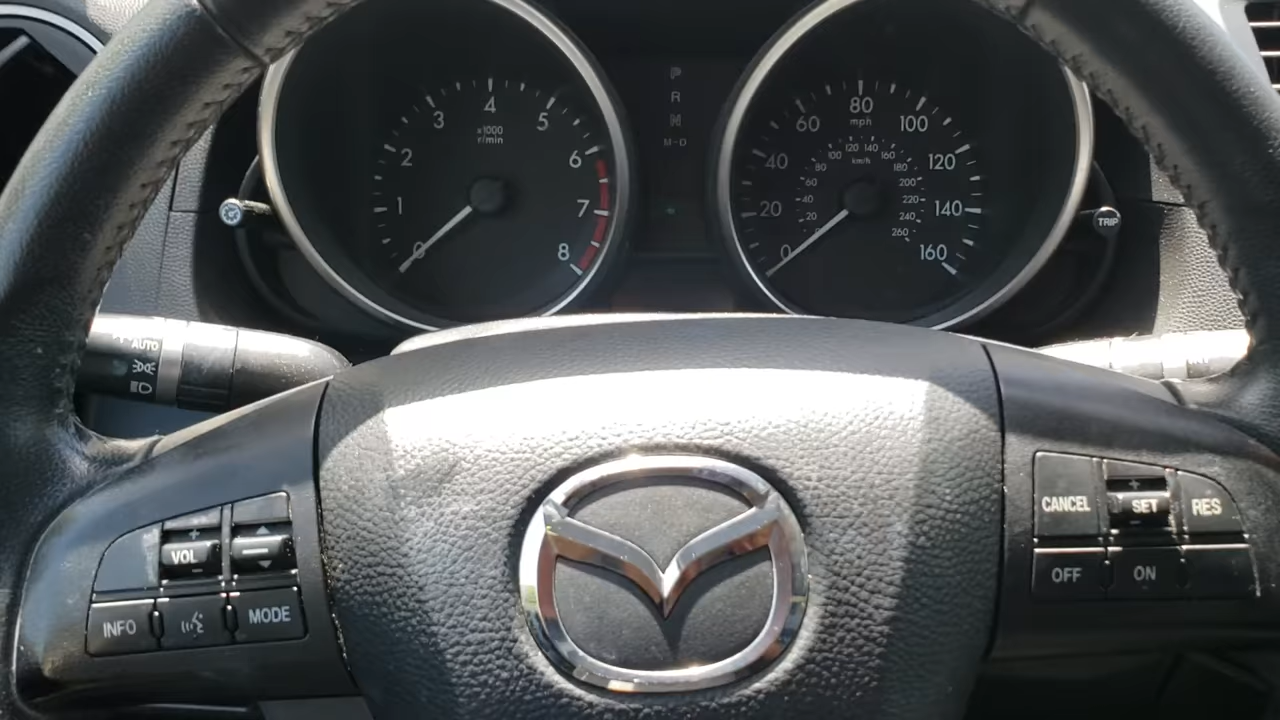 0
1
2
3
4
5
6
7
8
x1000
r/min
P
R
N
M-D
0
20
40
60
80
100
120
140
160
mph
20
40
60
80
100
120
140
160
180
200
220
240
260
km/h
TRIP
AUTO
VOL
+
-
INFO
MODE
CANCEL
+
SET
-
RES
OFF
ON